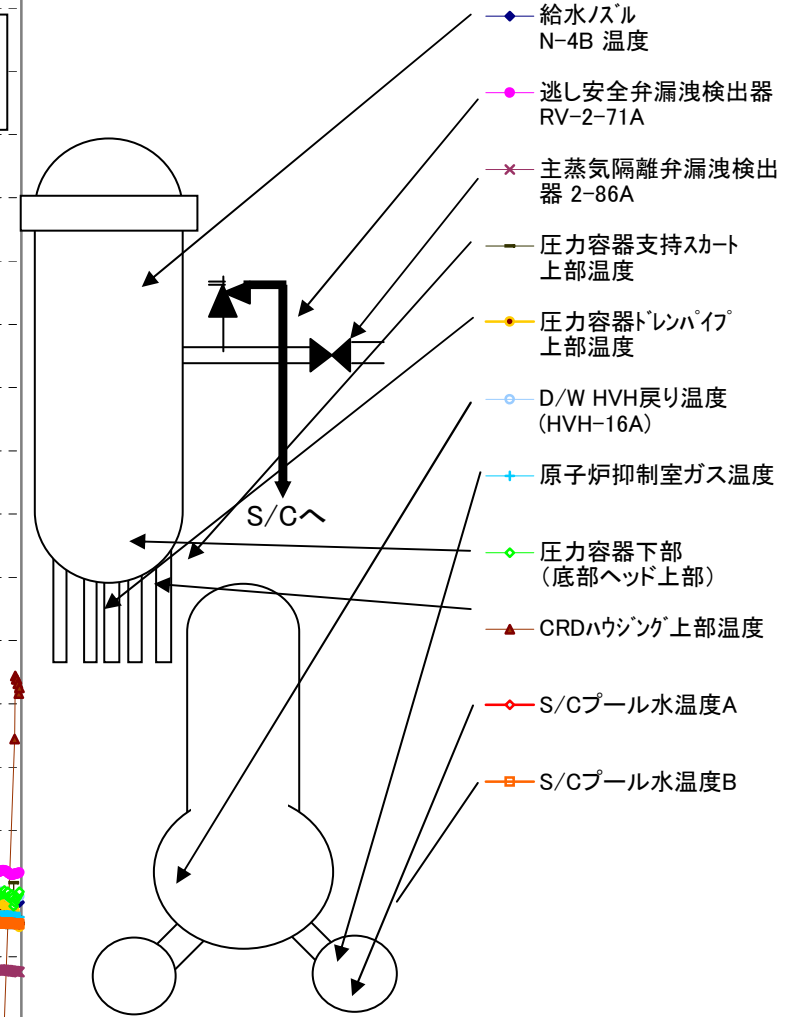 給水ﾉｽﾞﾙ
N-4B 温度
逃し安全弁漏洩検出器
RV-2-71A
主蒸気隔離弁漏洩検出
器 2-86A
圧力容器支持ｽｶｰﾄ
上部温度
圧力容器ﾄﾞﾚﾝﾊﾟｲﾌﾟ
上部温度
D/W HVH戻り温度
(HVH-16A)
原子炉抑制室ガス温度
S/Cへ
圧力容器下部
（底部ヘッド上部）
CRDﾊｳｼﾞﾝｸﾞ上部温度
S/Cプール水温度A
S/Cプール水温度B